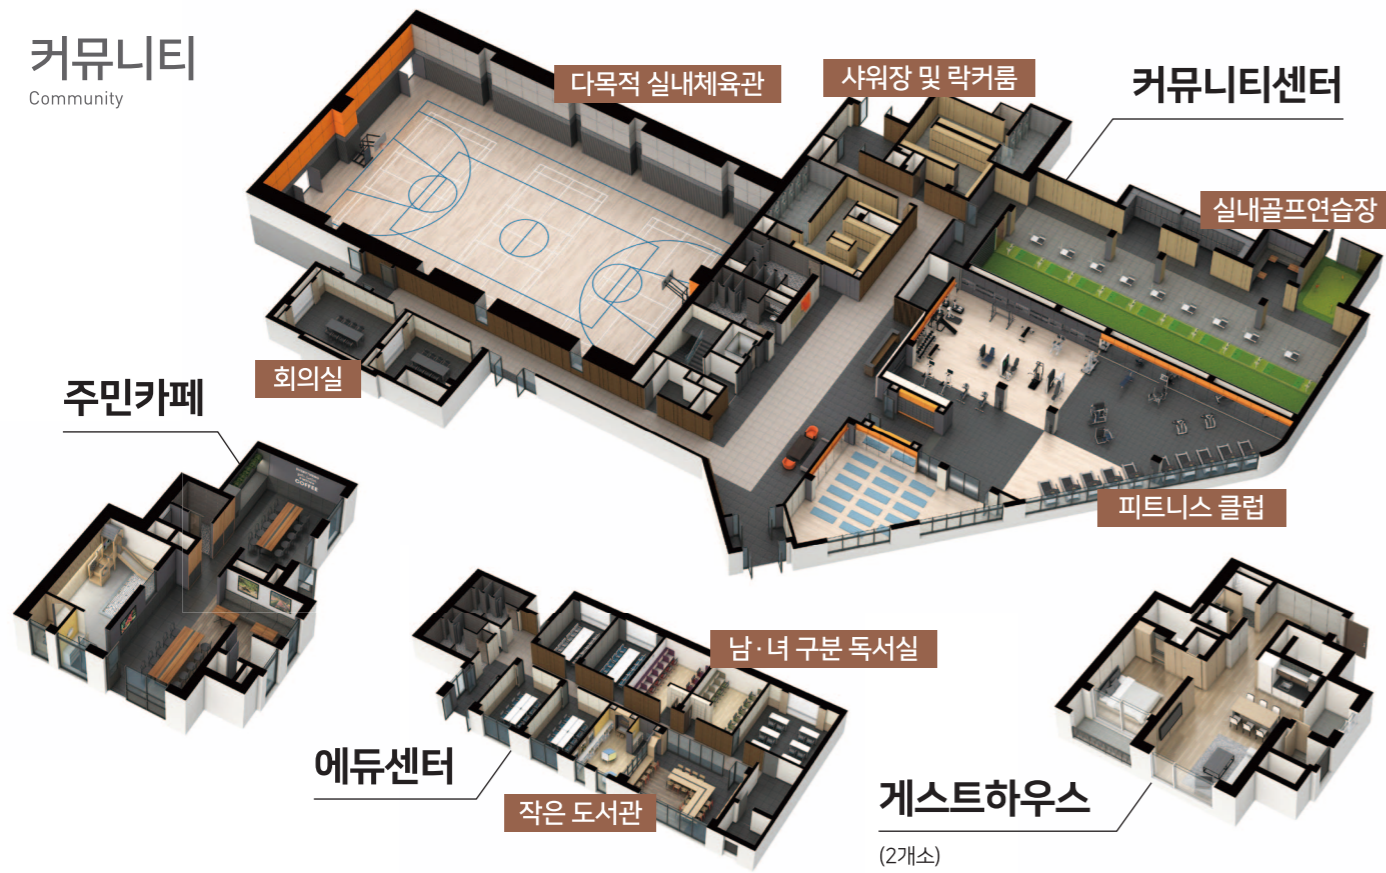 커뮤니티
Community
다목적 실내체육관
샤워장 및 락커룸
커뮤니티센터
실내골프연습장
회의실
주민카페
COFFEE
피트니스 클럽
남·녀 구분 독서실
에듀센터
작은 도서관
게스트하우스
(2개소)